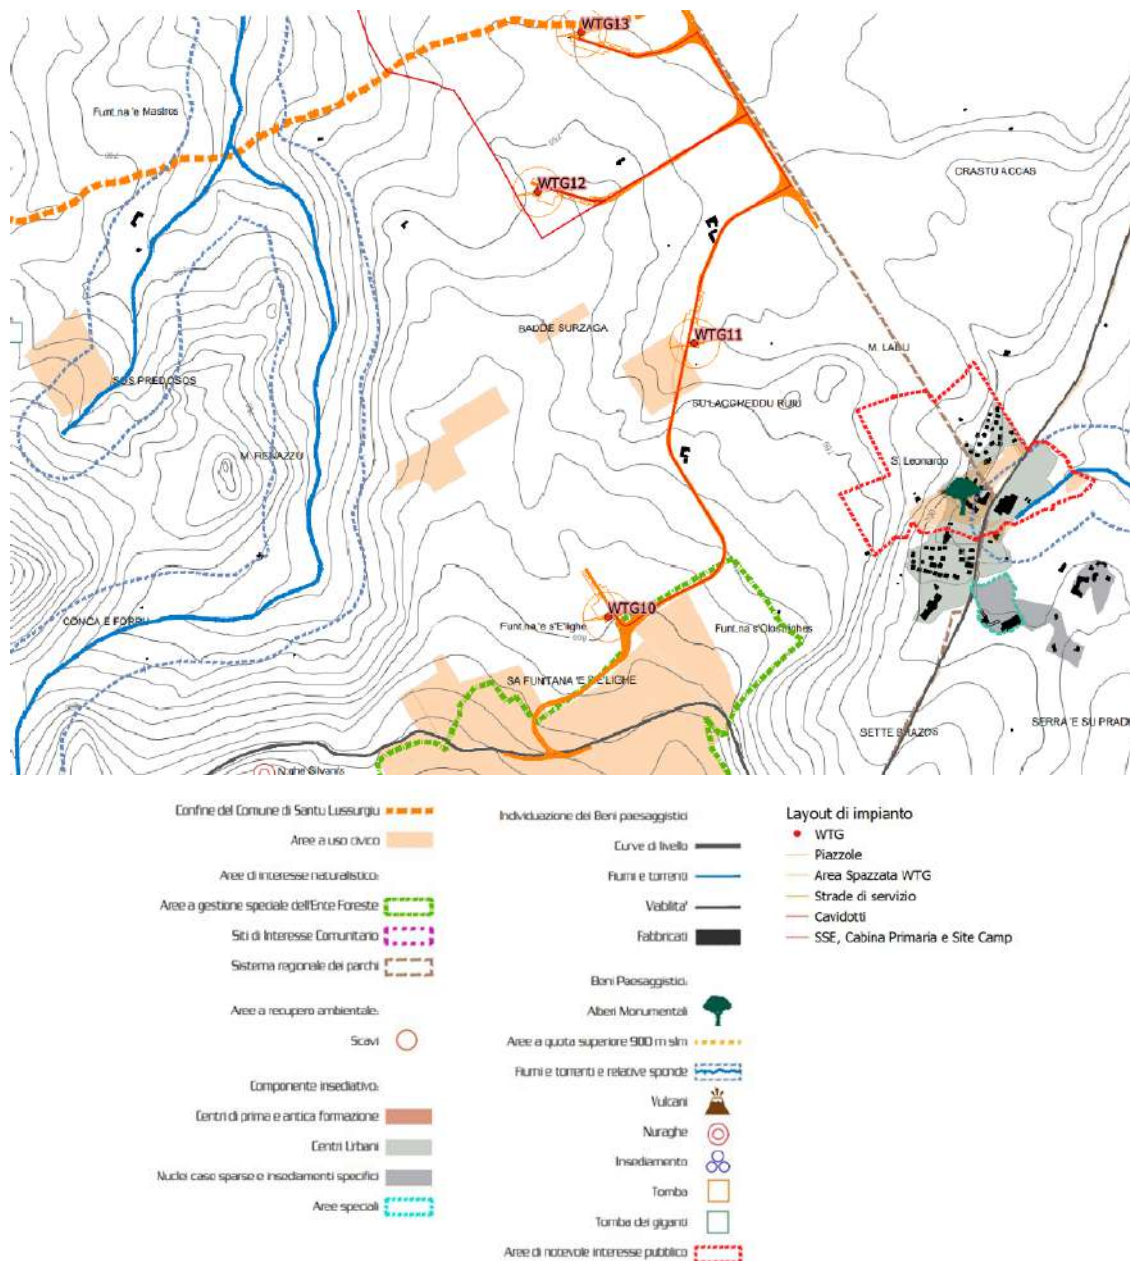 WTG13
Funt.na 'e Mastros
WTG12
CRASTU ACCAS
BADDE SURZAGA
WTG11
M. LABU
SOS PREDOSOS
SU LACCHEDDU RUIU
M. RENAZZU
S. Leonardo
WTG10
CONCA E FORRU
Funt.na 'e s'Elighe
Funt.na s'Olostrighes
SA FUNTANA 'E S'ELIGHE
SETTE BRAZOS
SERRA 'E SU PRADU
Confine del Comune di Santu Lussurgiu
Aree a uso civico
Aree di interesse naturalistico:
Aree a gestione speciale dell'Ente Foreste
Siti di Interesse Comunitario
Sistema regionale dei parchi
Aree a recupero ambientale:
Scavi
Componente insediativo:
Centri di prima e antica formazione
Centri Urbani
Nuclei case sparse e insediamenti specifici
Aree speciali
Individuazione dei Beni paesaggistici
Curve di livello
Fiumi e torrenti
Viabilita'
Fabbricati
Beni Paesaggistici:
Alberi Monumentali
Aree a quota superiore 900 m slm
Fiumi e torrenti e relative sponde
Vulcani
Nuraghe
Insediamento
Tomba
Tomba dei giganti
Aree di notevole interesse pubblico
Layout di impianto
WTG
Piazzole
Area Spazzata WTG
Strade di servizio
Cavidotti
SSE, Cabina Primaria e Site Camp